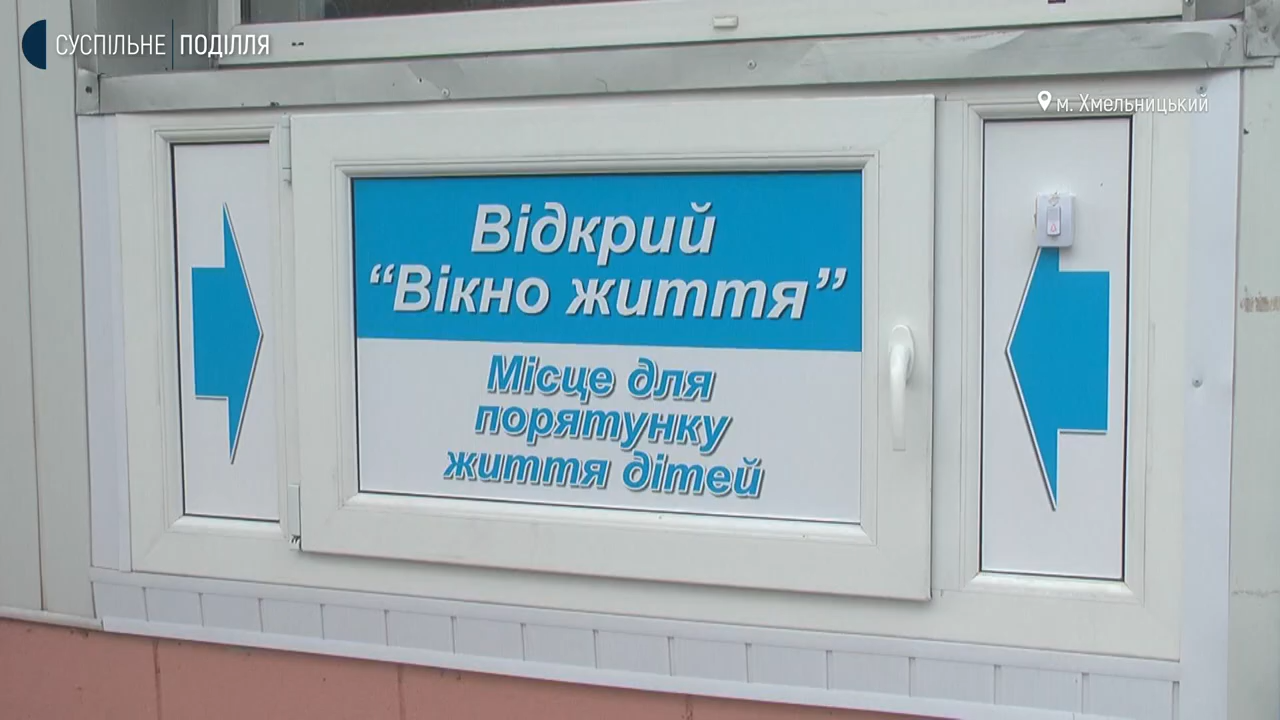 СУСПІЛЬНЕ ПОДІЛЛЯ
м. Хмельницький
Відкрий
“Вікно життя”
Місце для
порятунку
життя дітей